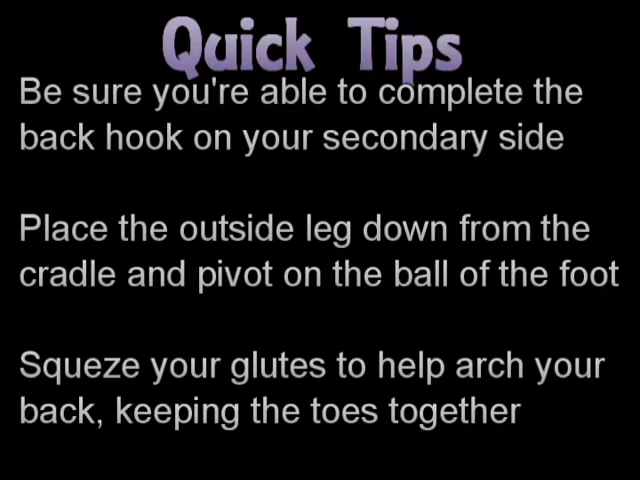 Quick Tips
Be sure you're able to complete the
back hook on your secondary side
Place the outside leg down from the
cradle and pivot on the ball of the foot
Squeze your glutes to help arch your
back, keeping the toes together